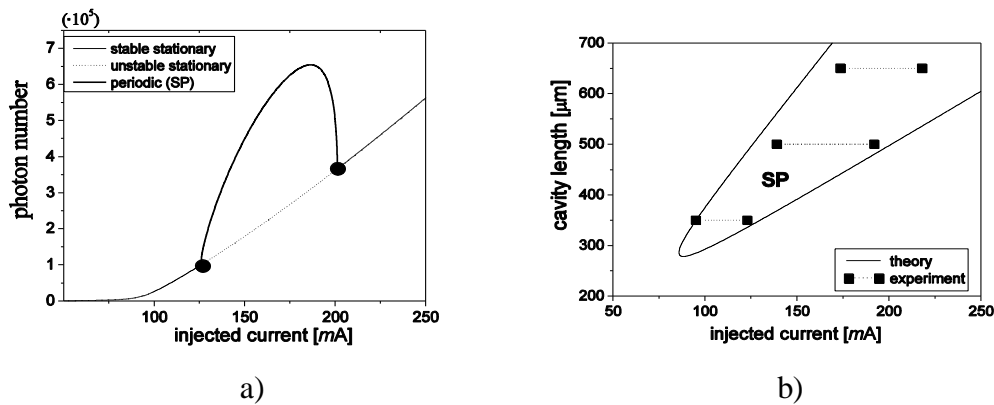 (·10⁵)
7
6
5
4
3
2
1
0
photon number
stable stationary
unstable stationary
periodic (SP)
100
150
200
250
injected current [mA]
a)
700
600
500
400
300
200
cavity length [µm]
SP
theory
experiment
50
100
150
200
250
injected current [mA]
b)